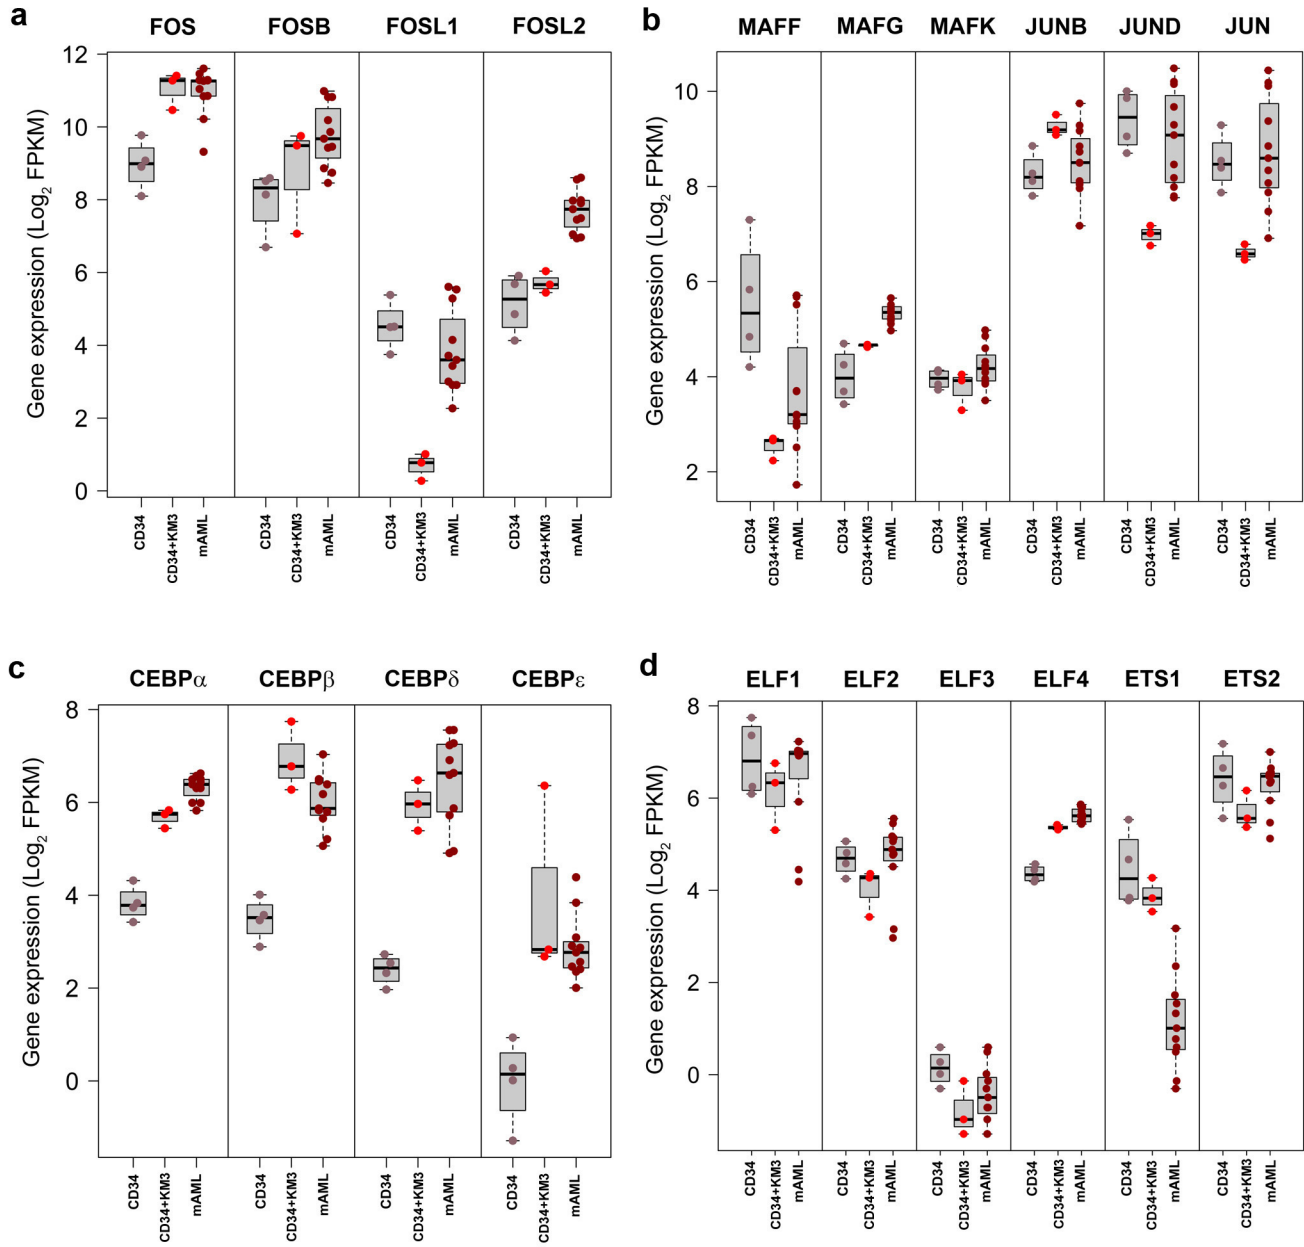 a
FOS FOSB FOSL1 FOSL2
Gene expression (Log2 FPKM)
12
10
8
6
4
2
0
CD34 CD34+KM3 mAML CD34 CD34+KM3 mAML CD34 CD34+KM3 mAML CD34 CD34+KM3 mAML
b
MAFF MAFG MAFK JUNB JUND JUN
Gene expression (Log2 FPKM)
10
8
6
4
2
CD34 CD34+KM3 mAML CD34 CD34+KM3 mAML CD34 CD34+KM3 mAML CD34 CD34+KM3 mAML CD34 CD34+KM3 mAML CD34 CD34+KM3 mAML
c
CEBPα CEBPβ CEBPδ CEBPε
Gene expression (Log2 FPKM)
8
6
4
2
0
CD34 CD34+KM3 mAML CD34 CD34+KM3 mAML CD34 CD34+KM3 mAML CD34 CD34+KM3 mAML
d
ELF1 ELF2 ELF3 ELF4 ETS1 ETS2
Gene expression (Log2 FPKM)
8
6
4
2
0
CD34 CD34+KM3 mAML CD34 CD34+KM3 mAML CD34 CD34+KM3 mAML CD34 CD34+KM3 mAML CD34 CD34+KM3 mAML CD34 CD34+KM3 mAML